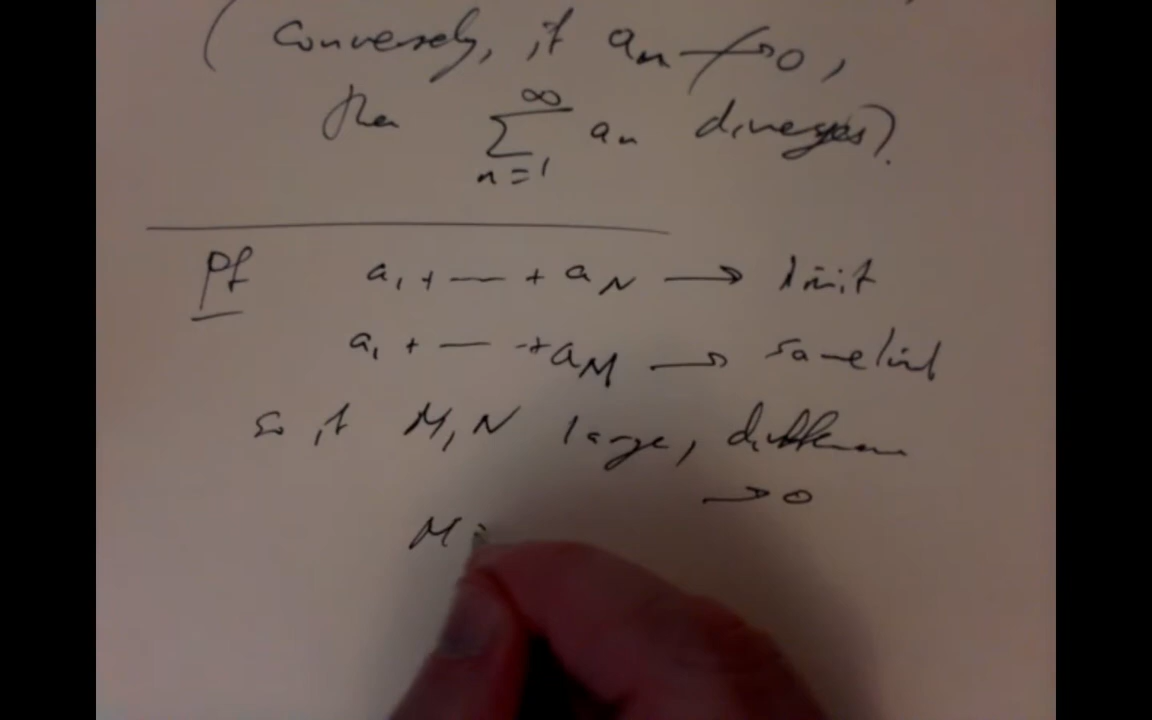 (Conversely, if aₙ ↛ 0,
then ∑_{n=1}^{∞} aₙ diverges).
Pf a₁ + — + a_N → limit
a₁ + — + a_M → same limit
so if M, N large, difference
→ 0
M =